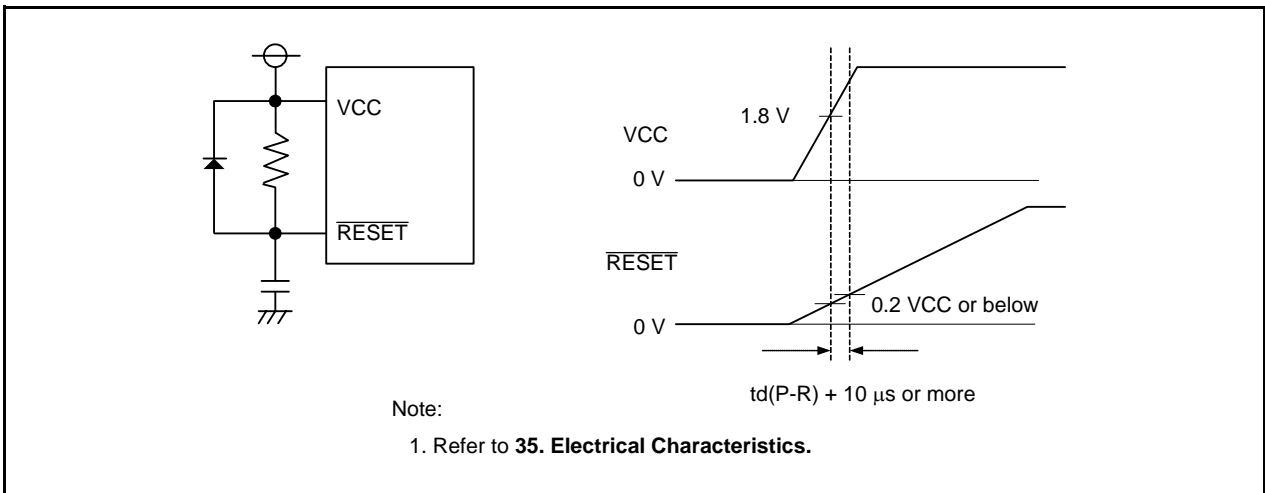 VCC
RESET
1.8 V
VCC
0 V
RESET
0.2 VCC or below
0 V
td(P-R) + 10 μs or more
Note:
1. Refer to 35. Electrical Characteristics.